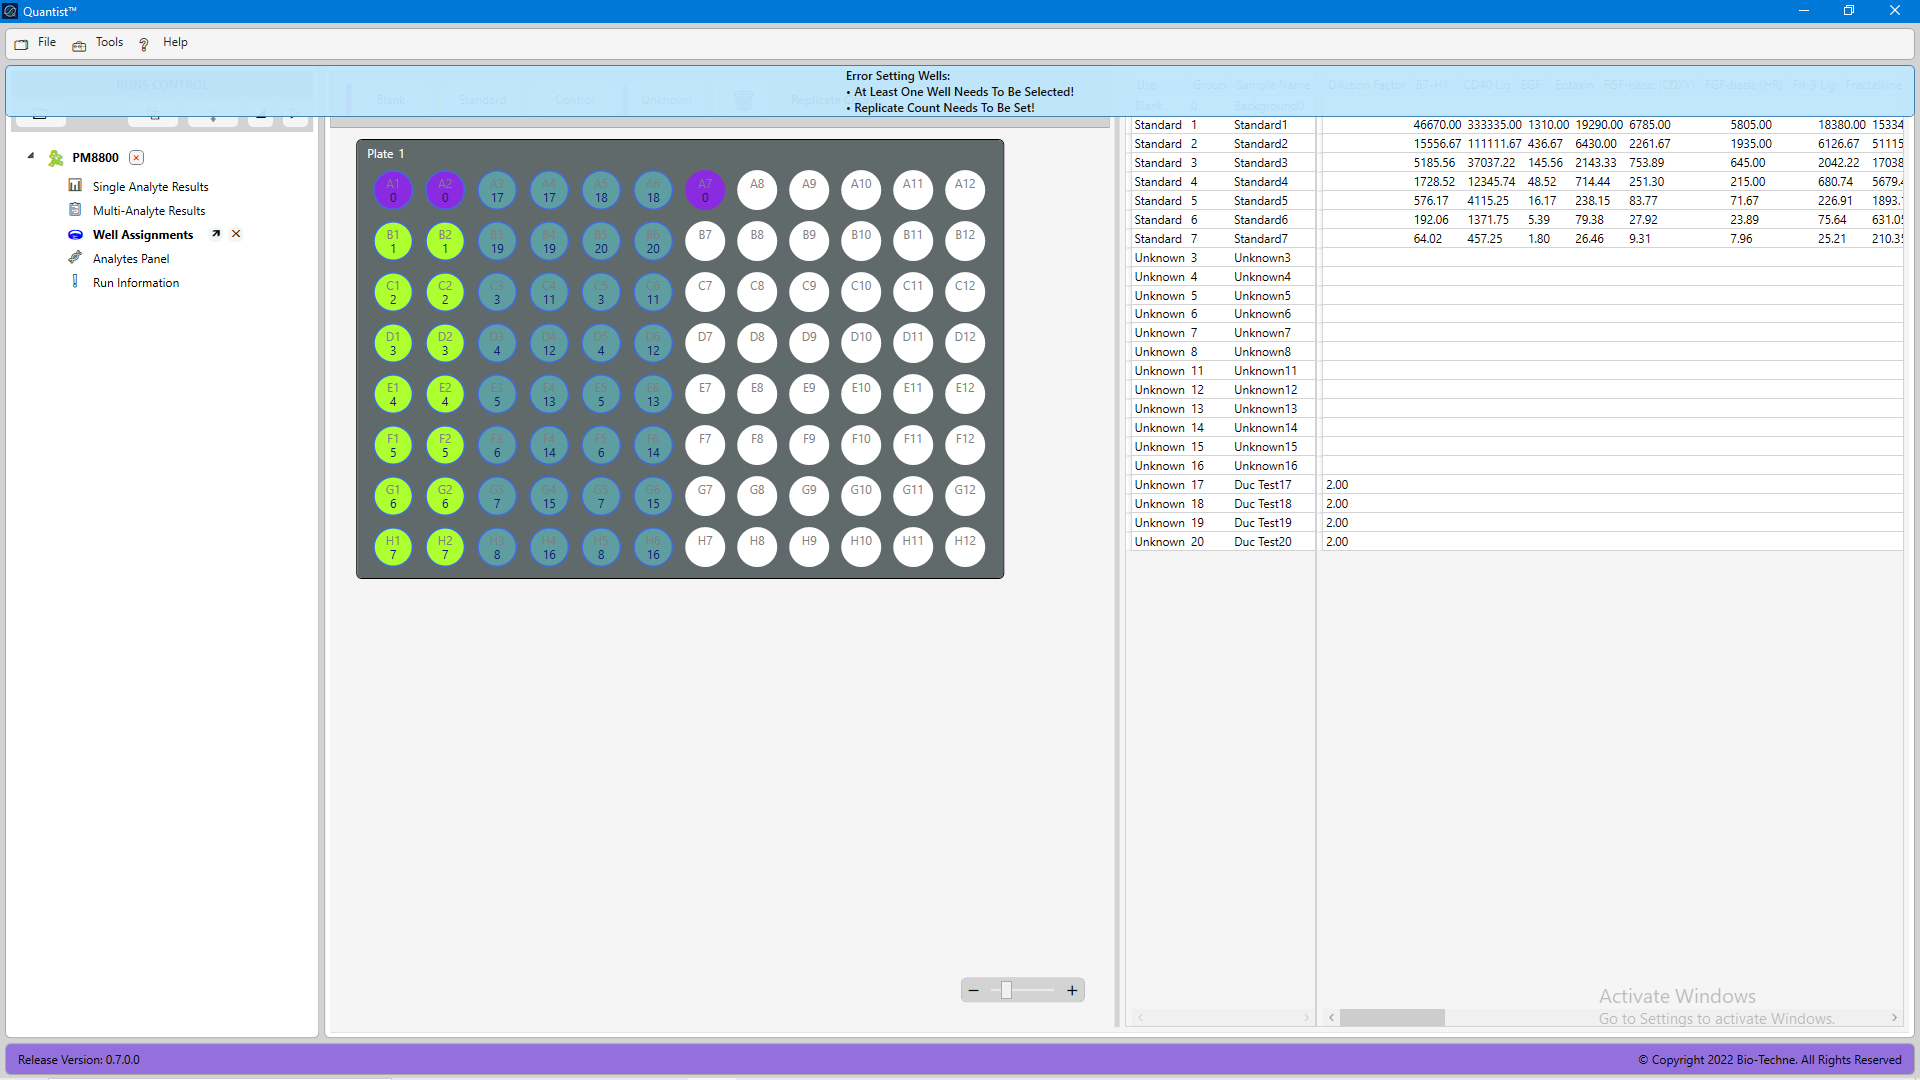 Quantist™
File Tools Help
RUNS CONTROL
Error Setting Wells:
• At Least One Well Needs To Be Selected!
• Replicate Count Needs To Be Set!
Blank Standard Control Unknown
PM8800
Single Analyte Results
Multi-Analyte Results
Well Assignments
Analytes Panel
Run Information
Plate 1
A1 A2 A3 A4 A5 A6 A7 A8 A9 A10 A11 A12
0 0 17 17 18 18 0
B1 B2 B3 B4 B5 B6 B7 B8 B9 B10 B11 B12
1 1 19 19 20 20
C1 C2 C3 C4 C5 C6 C7 C8 C9 C10 C11 C12
2 2 3 11 3 11
D1 D2 D3 D4 D5 D6 D7 D8 D9 D10 D11 D12
3 3 4 12 4 12
E1 E2 E3 E4 E5 E6 E7 E8 E9 E10 E11 E12
4 4 5 13 5 13
F1 F2 F3 F4 F5 F6 F7 F8 F9 F10 F11 F12
5 5 6 14 6 14
G1 G2 G3 G4 G5 G6 G7 G8 G9 G10 G11 G12
6 6 7 15 7 15
H1 H2 H3 H4 H5 H6 H7 H8 H9 H10 H11 H12
7 7 8 16 8 16
Use Group Sample Name Dilution Factor B7-H1 CD40 Lig EGF Eotaxin FGF-basic (CDXY) FGF-basic (HR) Flt-3 Lig Fractalkine
Blank 0 Background0
Standard 1 Standard1 46670.00 333335.00 1310.00 19290.00 6785.00 5805.00 18380.00 15334
Standard 2 Standard2 15556.67 111111.67 436.67 6430.00 2261.67 1935.00 6126.67 51115
Standard 3 Standard3 5185.56 37037.22 145.56 2143.33 753.89 645.00 2042.22 17038
Standard 4 Standard4 1728.52 12345.74 48.52 714.44 251.30 215.00 680.74 5679.
Standard 5 Standard5 576.17 4115.25 16.17 238.15 83.77 71.67 226.91 1893.
Standard 6 Standard6 192.06 1371.75 5.39 79.38 27.92 23.89 75.64 631.0
Standard 7 Standard7 64.02 457.25 1.80 26.46 9.31 7.96 25.21 210.3
Unknown 3 Unknown3
Unknown 4 Unknown4
Unknown 5 Unknown5
Unknown 6 Unknown6
Unknown 7 Unknown7
Unknown 8 Unknown8
Unknown 11 Unknown11
Unknown 12 Unknown12
Unknown 13 Unknown13
Unknown 14 Unknown14
Unknown 15 Unknown15
Unknown 16 Unknown16
Unknown 17 Duc Test17 2.00
Unknown 18 Duc Test18 2.00
Unknown 19 Duc Test19 2.00
Unknown 20 Duc Test20 2.00
Activate Windows
Go to Settings to activate Windows.
Release Version: 0.7.0.0
© Copyright 2022 Bio-Techne. All Rights Reserved